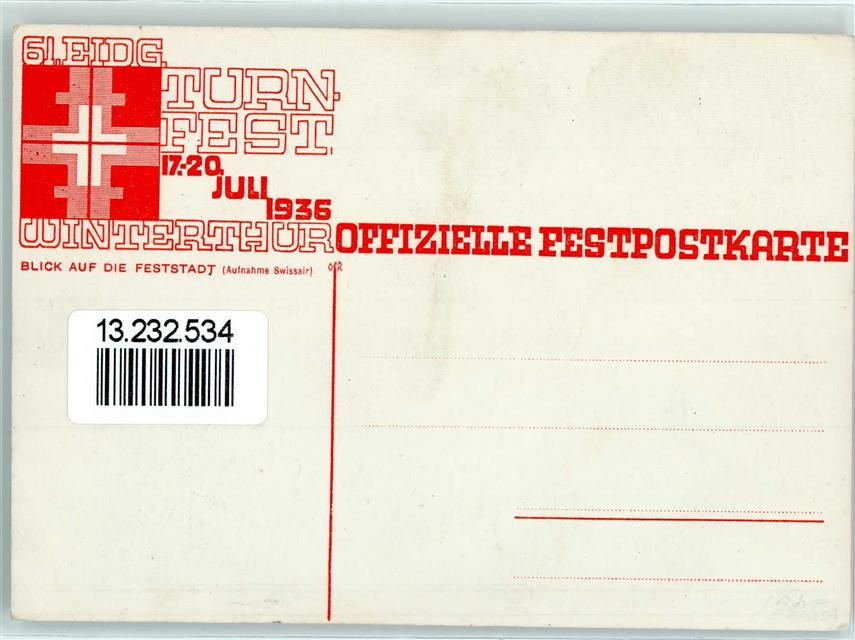 61. EIDG.
TURN-
FEST
17.-20.
JULI
1936
WINTERTHUR
OFFIZIELLE FESTPOSTKARTE
BLICK AUF DIE FESTSTADT (Aufnahme Swissair)
13.232.534